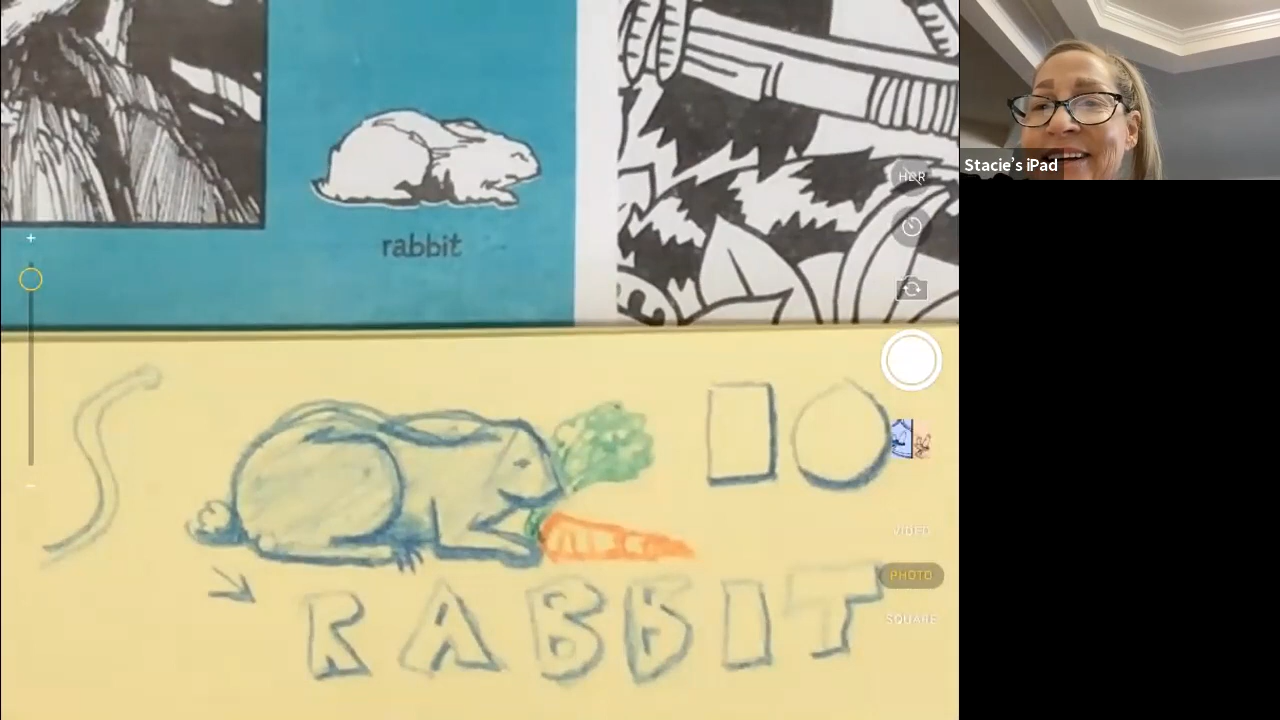 Stacie's iPad
HDR
rabbit
VIDEO
PHOTO
SQUARE
RABBIT